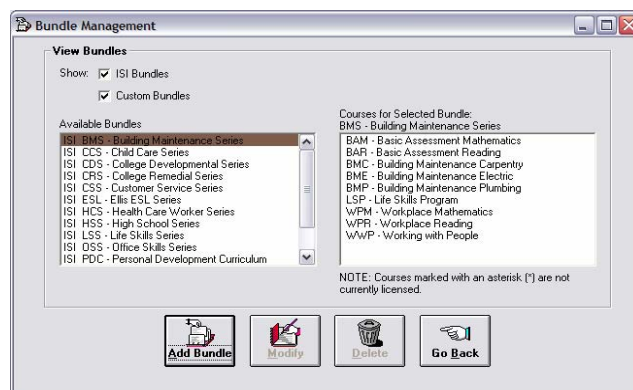 Bundle Management
View Bundles
Show: ISI Bundles
Custom Bundles
Available Bundles
ISI BMS - Building Maintenance Series
ISI CCS - Child Care Series
ISI CDS - College Developmental Series
ISI CRS - College Remedial Series
ISI CSS - Customer Service Series
ISI ESL - Ellis ESL Series
ISI HCS - Health Care Worker Series
ISI HSS - High School Series
ISI LSS - Life Skills Series
ISI OSS - Office Skills Series
ISI PDC - Personal Development Curriculum
Courses for Selected Bundle:
BMS - Building Maintenance Series
BAM - Basic Assessment Mathematics
BAR - Basic Assessment Reading
BMC - Building Maintenance Carpentry
BME - Building Maintenance Electric
BMP - Building Maintenance Plumbing
LSP - Life Skills Program
WPM - Workplace Mathematics
WPR - Workplace Reading
WWP - Working with People
NOTE: Courses marked with an asterisk (*) are not
currently licensed.
Add Bundle
Modify
Delete
Go Back